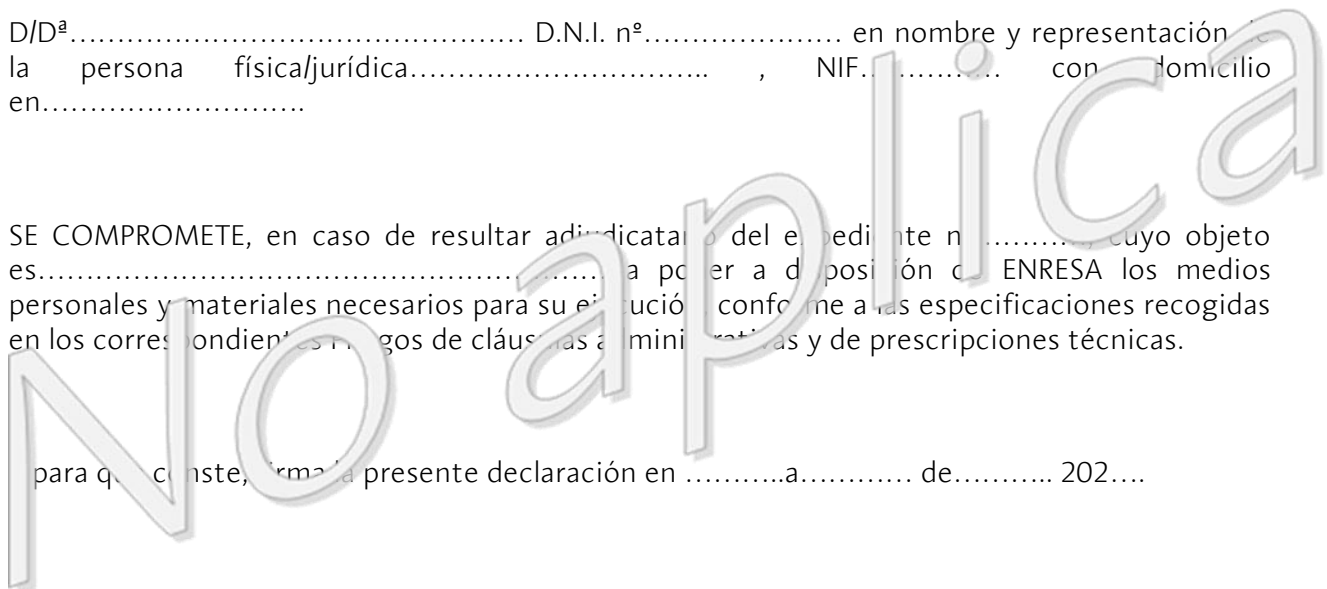 D/Dª……………………………………… D.N.I. nº………………… en nombre y representación
la persona física/jurídica………………………….. , NIF………… con domicilio
en……………………….
SE COMPROMETE, en caso de resultar del cuyo objeto
es……………………………………………… a a ENRESA los medios
personales y materiales necesarios para su conforme a las especificaciones recogidas
en los de y de prescripciones técnicas.
para presente declaración en ………..a………… de……….. 202….
No aplica